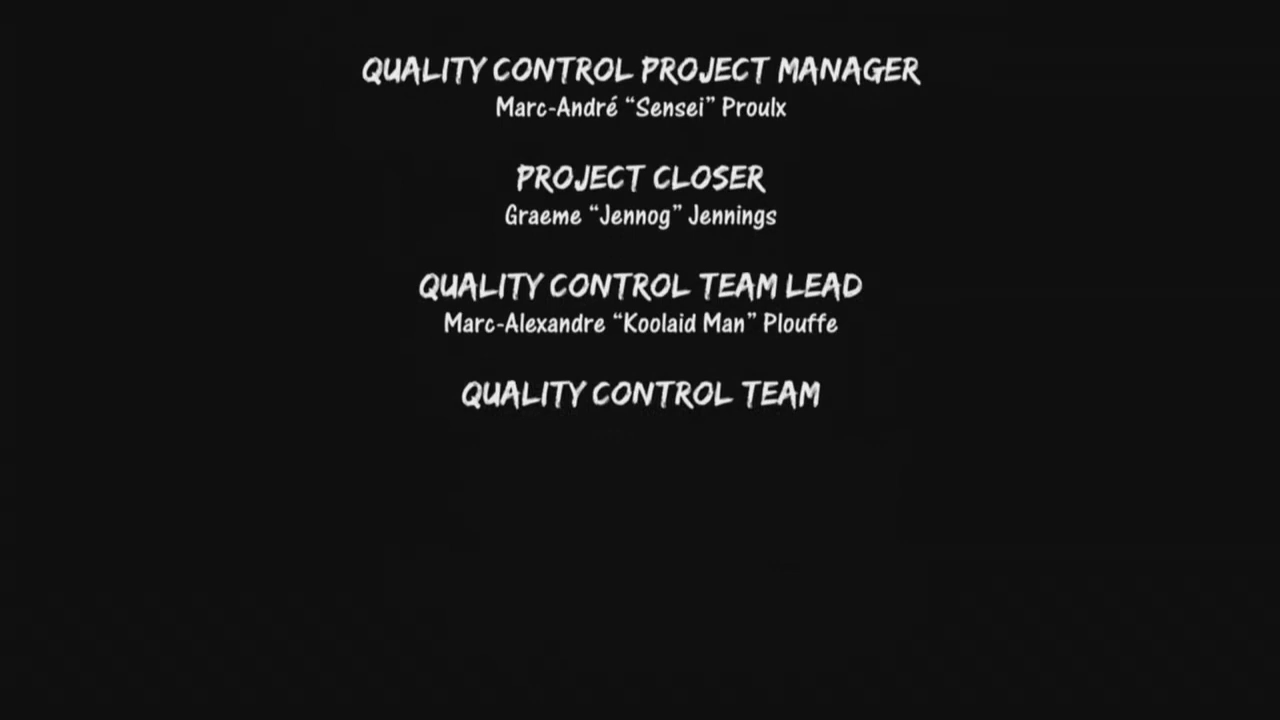 QUALITY CONTROL PROJECT MANAGER
Marc-André “Sensei” Proulx
PROJECT CLOSER
Graeme “Jennog” Jennings
QUALITY CONTROL TEAM LEAD
Marc-Alexandre “Koolaid Man” Plouffe
QUALITY CONTROL TEAM